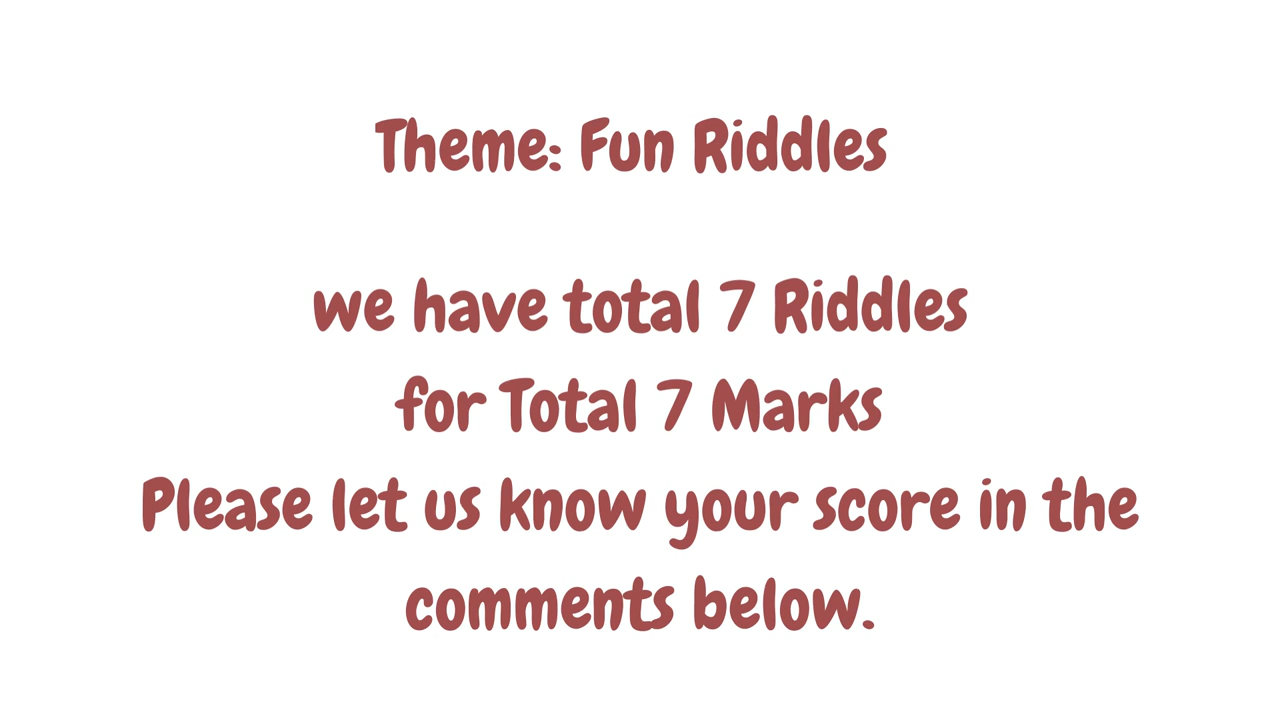 Theme: Fun Riddles
we have total 7 Riddles
for Total 7 Marks
Please let us know your score in the
comments below.